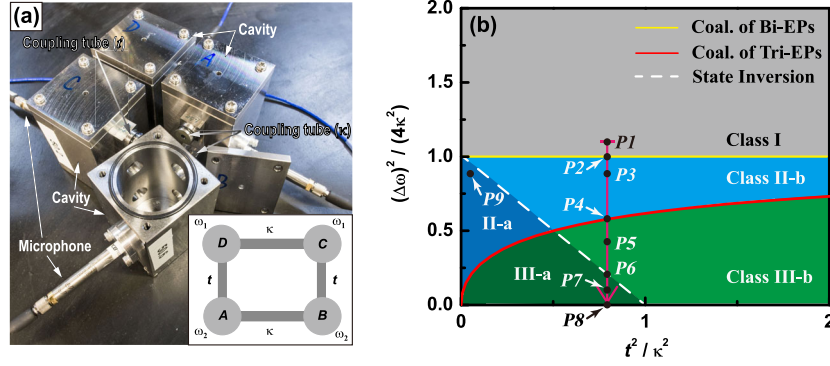 (a)
D
Cavity
Coupling tube (t)
A
C
Coupling tube (κ)
B
Cavity
Microphone
ω₁ κ ω₁
D C
t t
A B
ω₂ κ ω₂
(b)
2.0
1.5
1.0
0.5
0.0
(Δω)² / (4κ²)
Coal. of Bi-EPs
Coal. of Tri-EPs
State Inversion
P1
Class I
P2
P3
Class II-b
P9
II-a
P4
P5
P6
III-a
P7
Class III-b
P8
0 1 2
t² / κ²